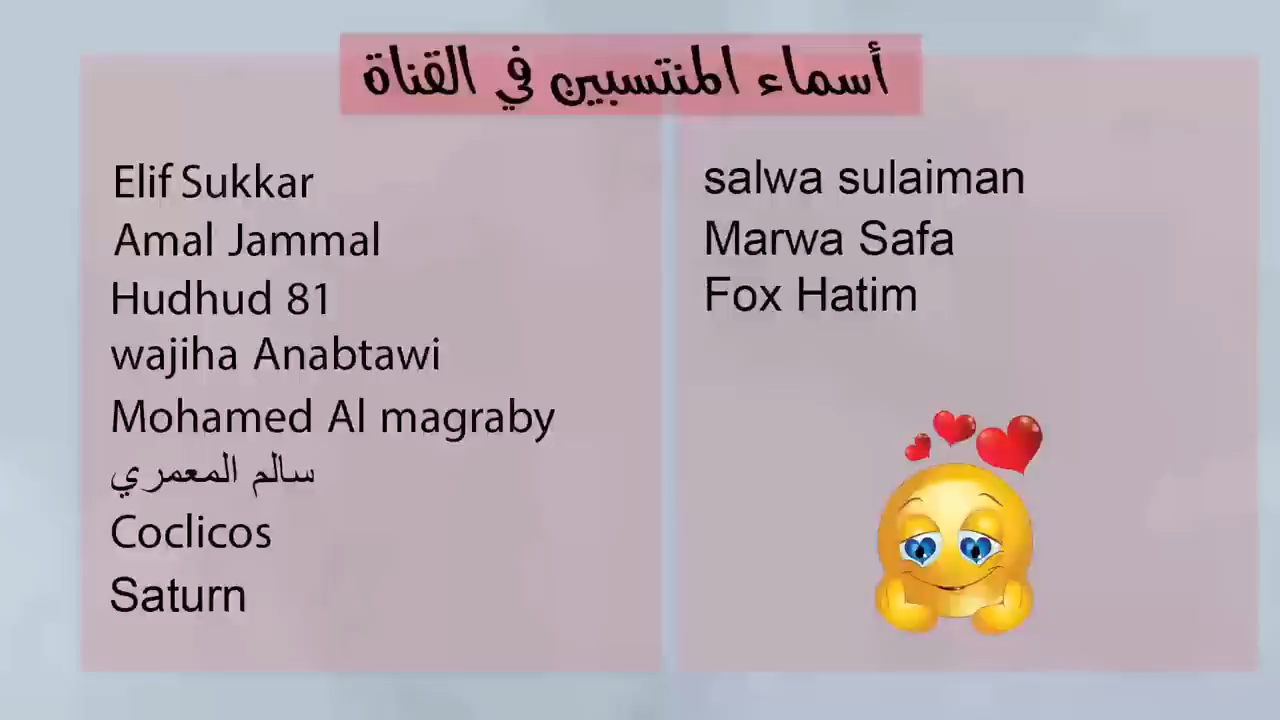 أسماء المنتسبين في القناة
Elif Sukkar
Amal Jammal
Hudhud 81
wajiha Anabtawi
Mohamed Al magraby
سالم المعمري
Coclicos
Saturn
salwa sulaiman
Marwa Safa
Fox Hatim